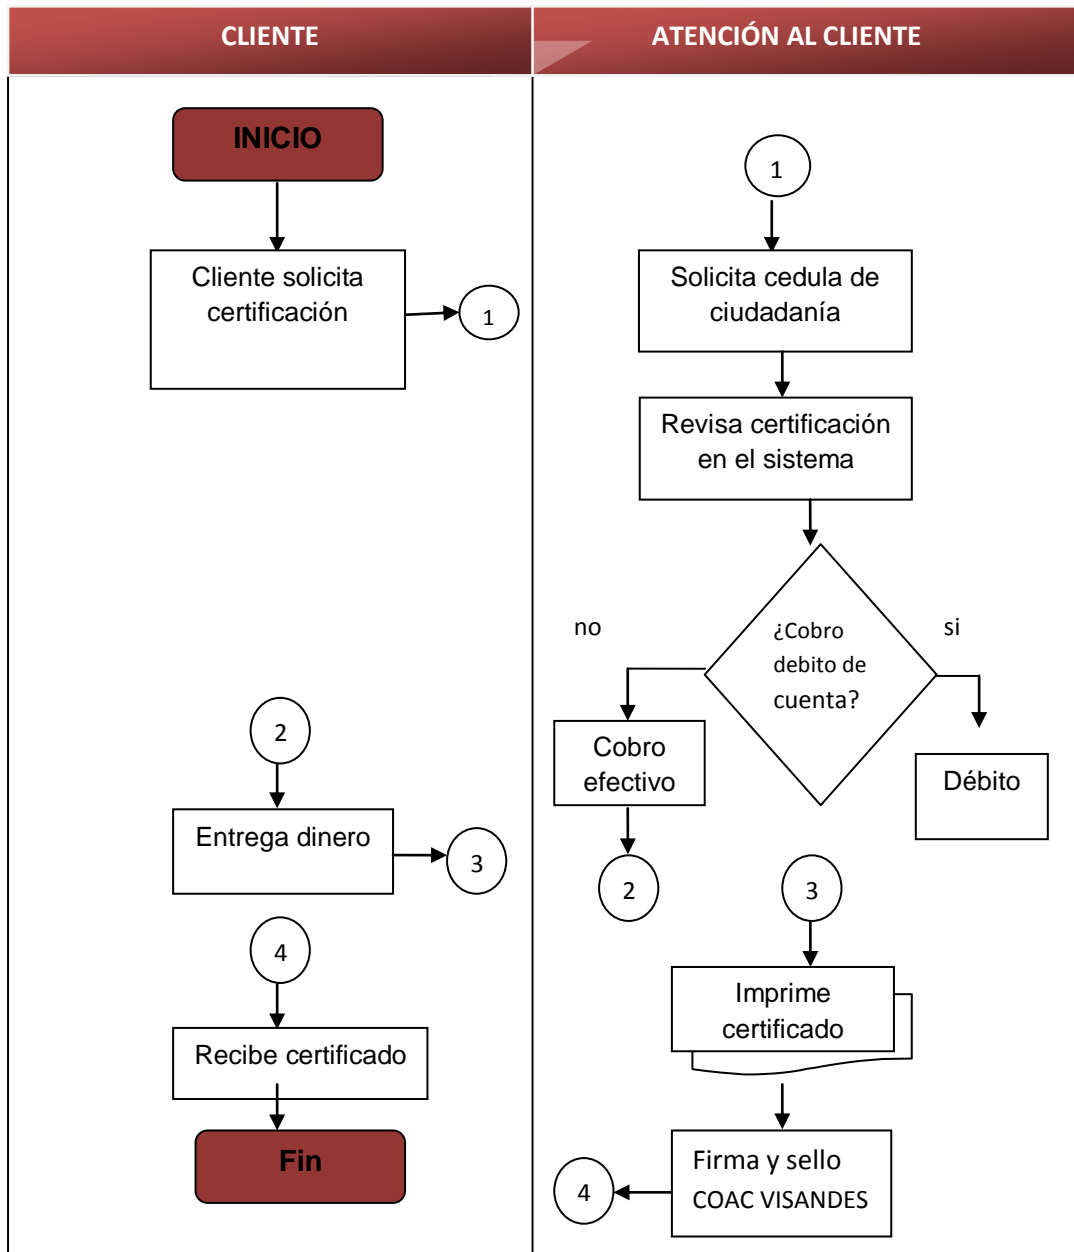 CLIENTE
ATENCIÓN AL CLIENTE
INICIO
1
Cliente solicita
certificación
1
Solicita cedula de
ciudadanía
Revisa certificación
en el sistema
no
¿Cobro
debito de
cuenta?
si
2
Cobro
efectivo
Débito
Entrega dinero
3
2
3
4
Imprime
certificado
Recibe certificado
Fin
Firma y sello
COAC VISANDES
4